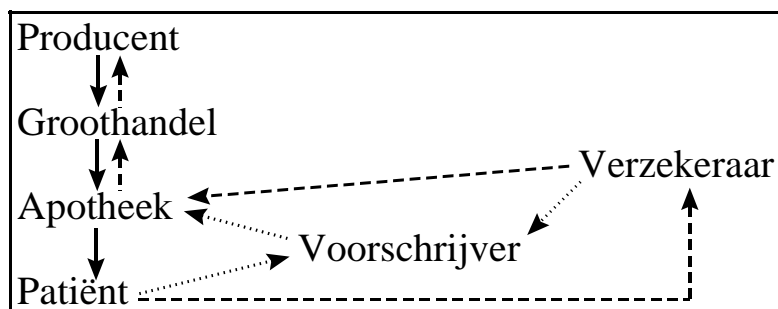 Producent
Groothandel
Verzekeraar
Apotheek
Voorschrijver
Patiënt